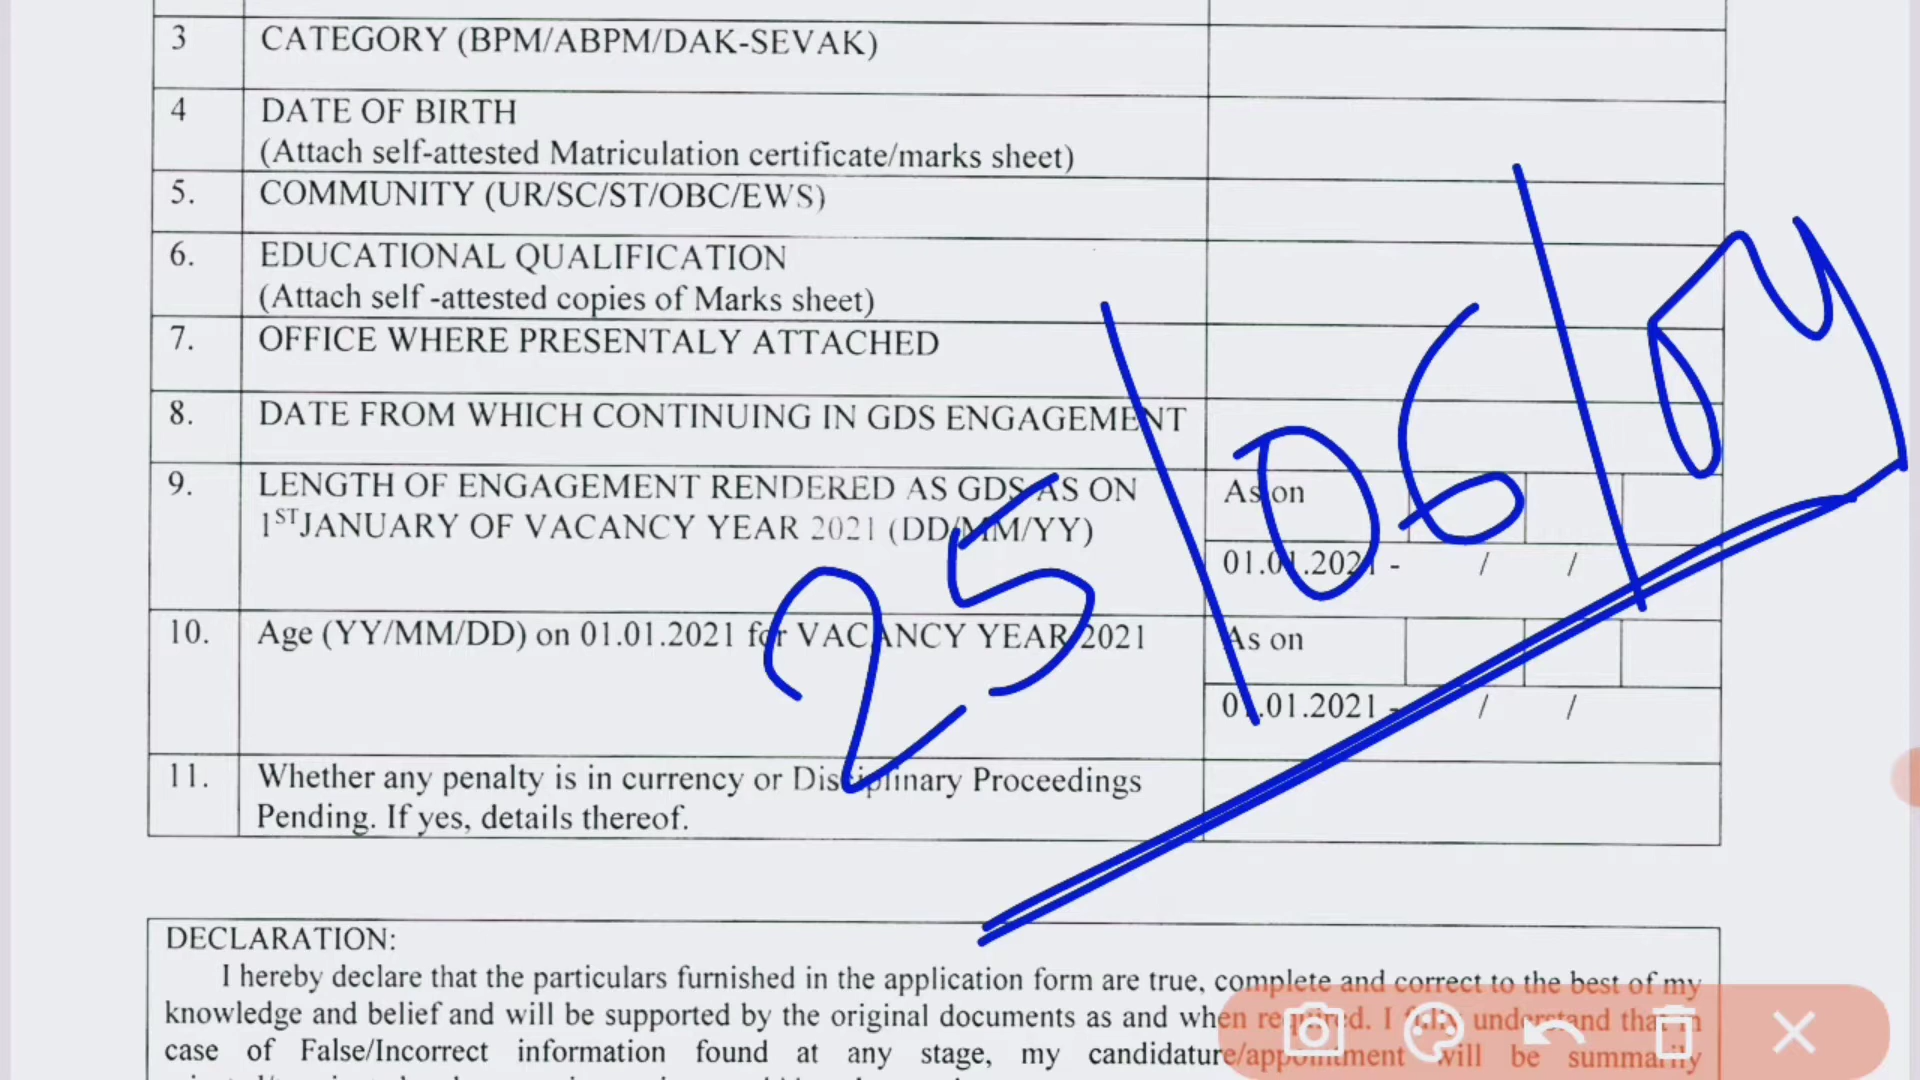 3 CATEGORY (BPM/ABPM/DAK-SEVAK)
4 DATE OF BIRTH
(Attach self-attested Matriculation certificate/marks sheet)
5. COMMUNITY (UR/SC/ST/OBC/EWS)
6. EDUCATIONAL QUALIFICATION
(Attach self -attested copies of Marks sheet)
7. OFFICE WHERE PRESENTALY ATTACHED
8. DATE FROM WHICH CONTINUING IN GDS ENGAGEMENT
9. LENGTH OF ENGAGEMENT RENDERED AS GDS AS ON As on
1ST JANUARY OF VACANCY YEAR 2021 (DD/MM/YY)
01.01.2021 - / /
10. Age (YY/MM/DD) on 01.01.2021 for VACANCY YEAR 2021 As on
01.01.2021 - / /
11. Whether any penalty is in currency or Disciplinary Proceedings
Pending. If yes, details thereof.
25/06/04
DECLARATION:
I hereby declare that the particulars furnished in the application form are true, complete and correct to the best of my
knowledge and belief and will be supported by the original documents as and when required. I fully understand that in
case of False/Incorrect information found at any stage, my candidature/appointment will be summarily